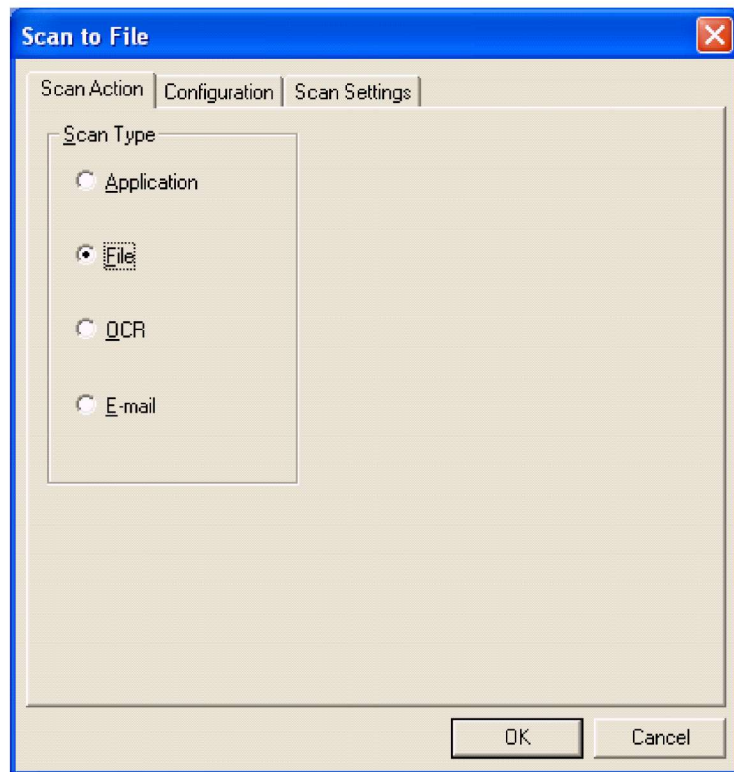 Scan to File
Scan Action Configuration Scan Settings
Scan Type
Application
File
OCR
E-mail
OK Cancel